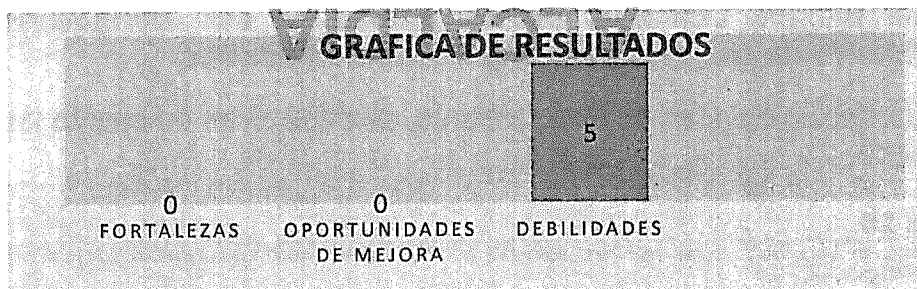 GRAFICA DE RESULTADOS
5
0
0
FORTALEZAS
OPORTUNIDADES
DE MEJORA
DEBILIDADES